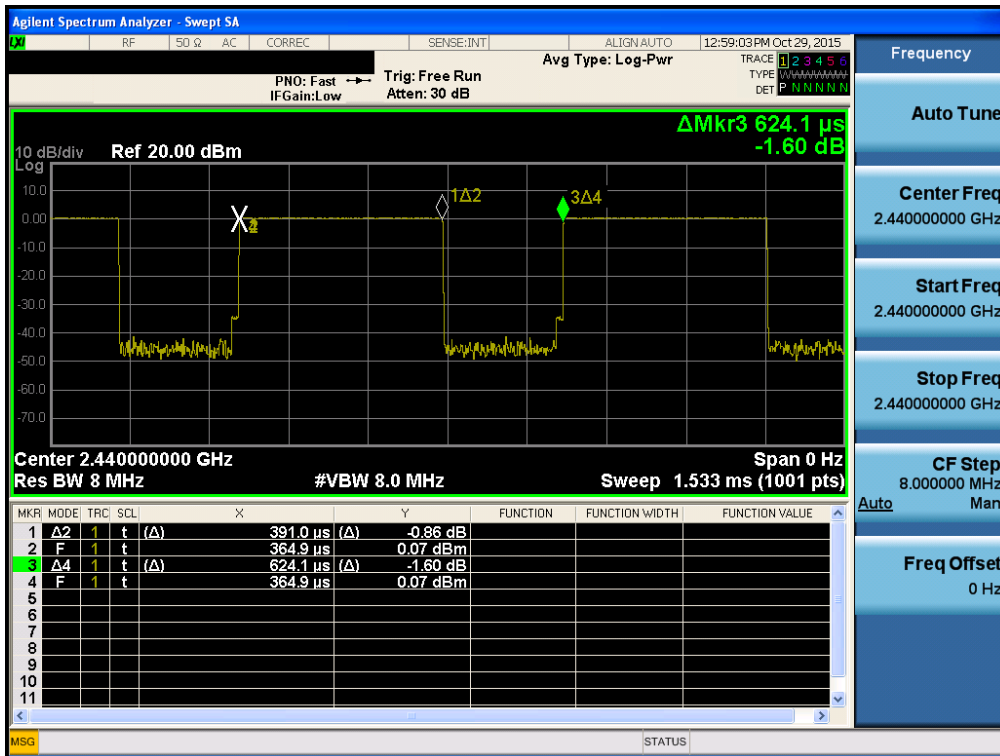 Agilent Spectrum Analyzer - Swept SA
LXI RF 50 Ω AC CORREC SENSE:INT ALIGN AUTO 12:59:03 PM Oct 29, 2015
Frequency
Avg Type: Log-Pwr
TRACE 1 2 3 4 5 6
PNO: Fast Trig: Free Run
TYPE
IFGain:Low Atten: 30 dB
DET P N N N N N
Auto Tune
ΔMkr3 624.1 µs
-1.60 dB
10 dB/div Ref 20.00 dBm
Log
10.0
0.00
-10.0
-20.0
-30.0
-40.0
-50.0
-60.0
-70.0
1Δ2
3Δ4
Center Freq
2.440000000 GHz
Start Freq
2.440000000 GHz
Stop Freq
2.440000000 GHz
Center 2.440000000 GHz Span 0 Hz
Res BW 8 MHz #VBW 8.0 MHz Sweep 1.533 ms (1001 pts)
CF Step
8.000000 MHz
Auto Man
MKR MODE TRC SCL X Y FUNCTION FUNCTION WIDTH FUNCTION VALUE
1 Δ2 1 t (Δ) 391.0 µs (Δ) -0.86 dB
2 F 1 t 364.9 µs 0.07 dBm
3 Δ4 1 t (Δ) 624.1 µs (Δ) -1.60 dB
4 F 1 t 364.9 µs 0.07 dBm
5
6
7
8
9
10
11
Freq Offset
0 Hz
MSG STATUS